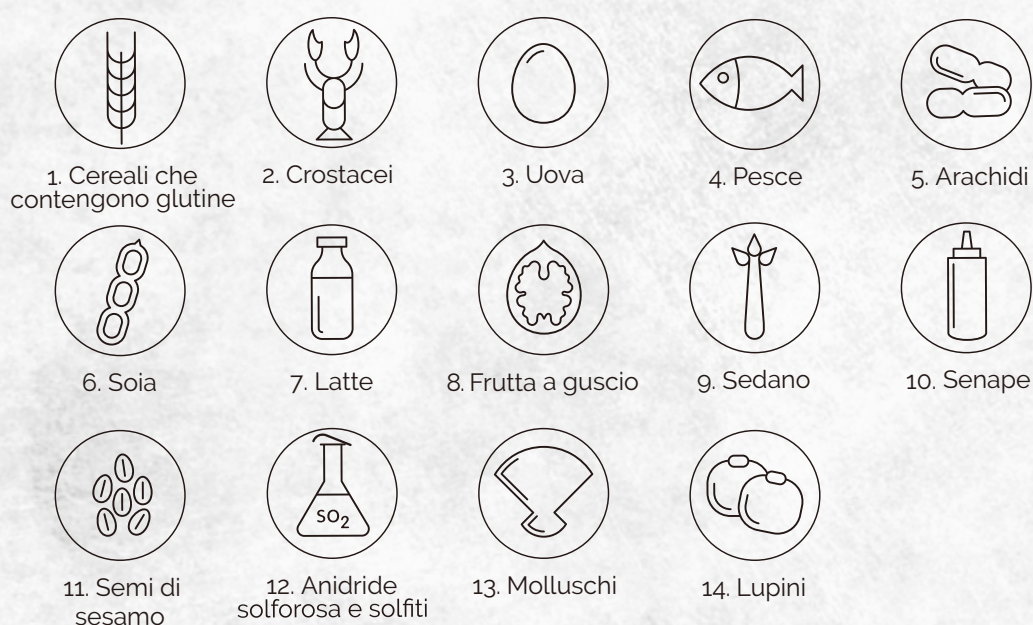 1. Cereali che
contengono glutine
2. Crostacei
3. Uova
4. Pesce
5. Arachidi
6. Soia
7. Latte
8. Frutta a guscio
9. Sedano
10. Senape
11. Semi di
sesamo
SO2
12. Anidride
solforosa e solfiti
13. Molluschi
14. Lupini